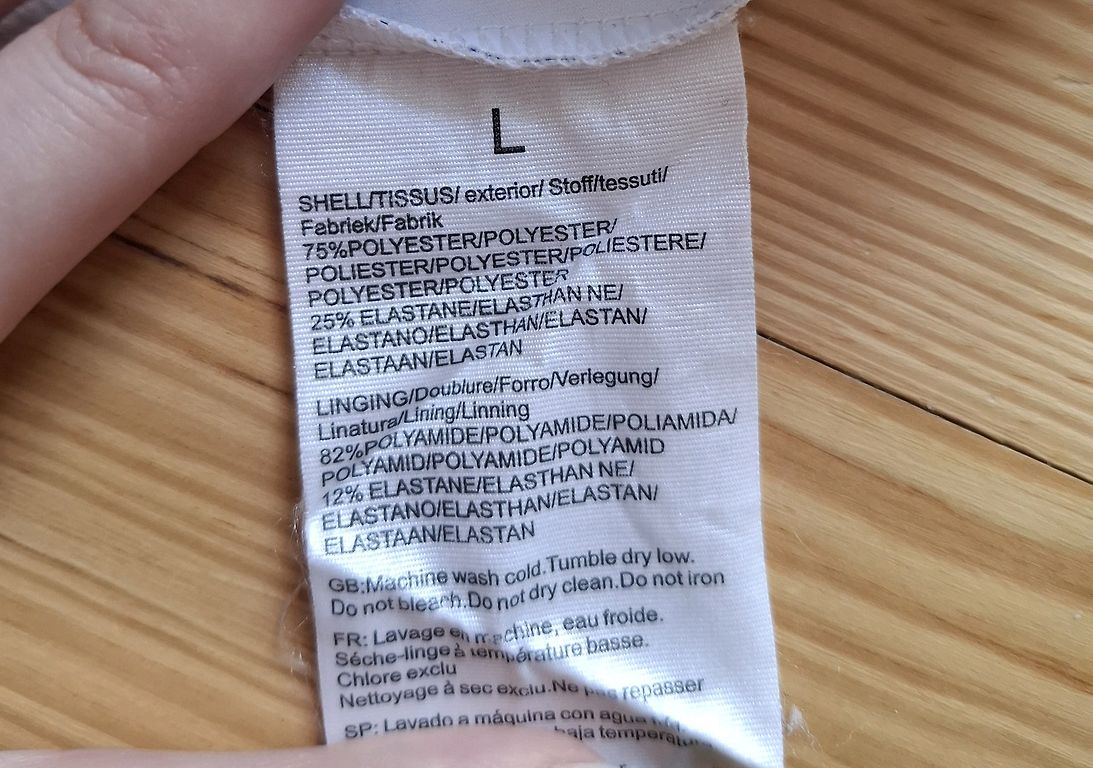 L
SHELL/TISSUS/ exterior/ Stoff/tessuti/
Fabriek/Fabrik
75%POLYESTER/POLYESTER/
POLIESTER/POLYESTER/POLIESTERE/
POLYESTER/POLYESTER
25% ELASTANE/ELASTHAN NE/
ELASTANO/ELASTHAN/ELASTAN/
ELASTAAN/ELASTAN
LINGING/Doublure/Forro/Verlegung/
Linatura/Lining/Linning
82%POLYAMIDE/POLYAMIDE/POLIAMIDA/
POLYAMID/POLYAMIDE/POLYAMID
12% ELASTANE/ELASTHAN NE/
ELASTANO/ELASTHAN/ELASTAN/
ELASTAAN/ELASTAN
GB:Machine wash cold.Tumble dry low.
Do not bleach.Do not dry clean.Do not iron
FR: Lavage en machine, eau froide.
Séche-linge à température basse.
Chlore exclu
Nettoyage à sec exclu.Ne pas repasser
SP: Lavado a máquina con agua
baja temperatura